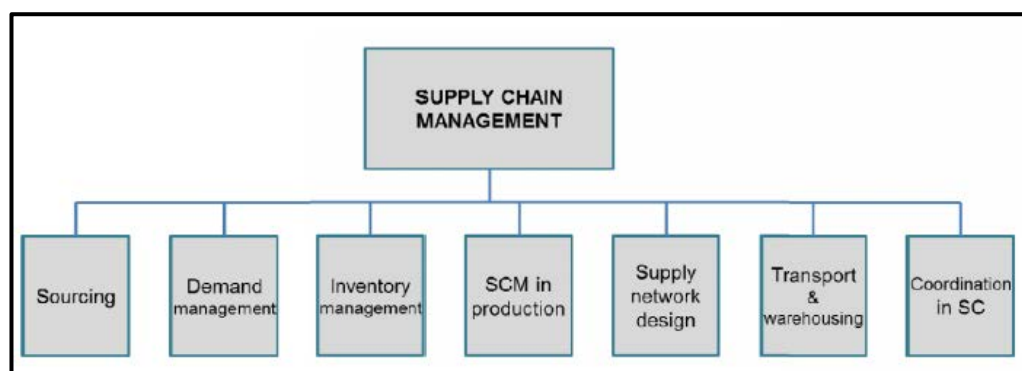 SUPPLY CHAIN
MANAGEMENT
Sourcing
Demand
management
Inventory
management
SCM in
production
Supply
network
design
Transport
&
warehousing
Coordination
in SC